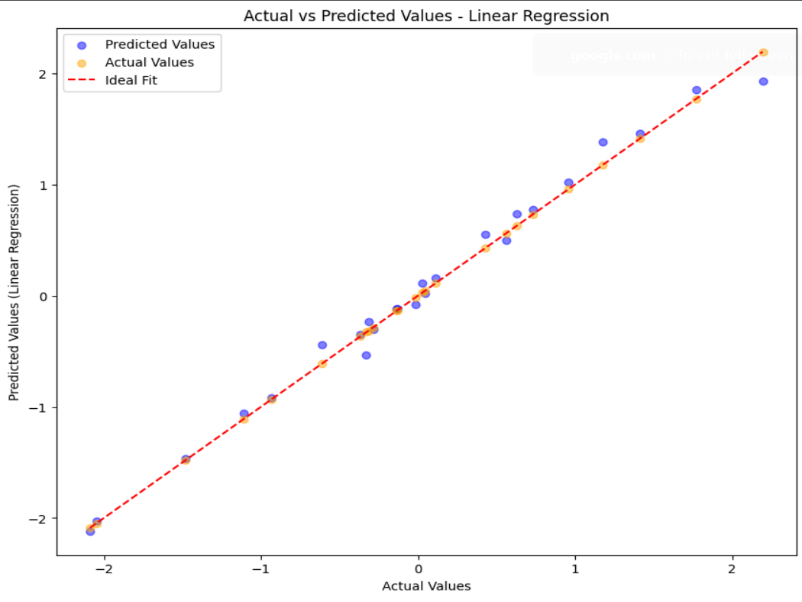 Actual vs Predicted Values - Linear Regression
Predicted Values
Actual Values
Ideal Fit
Predicted Values (Linear Regression)
2
1
0
−1
−2
−2
−1
0
1
2
Actual Values